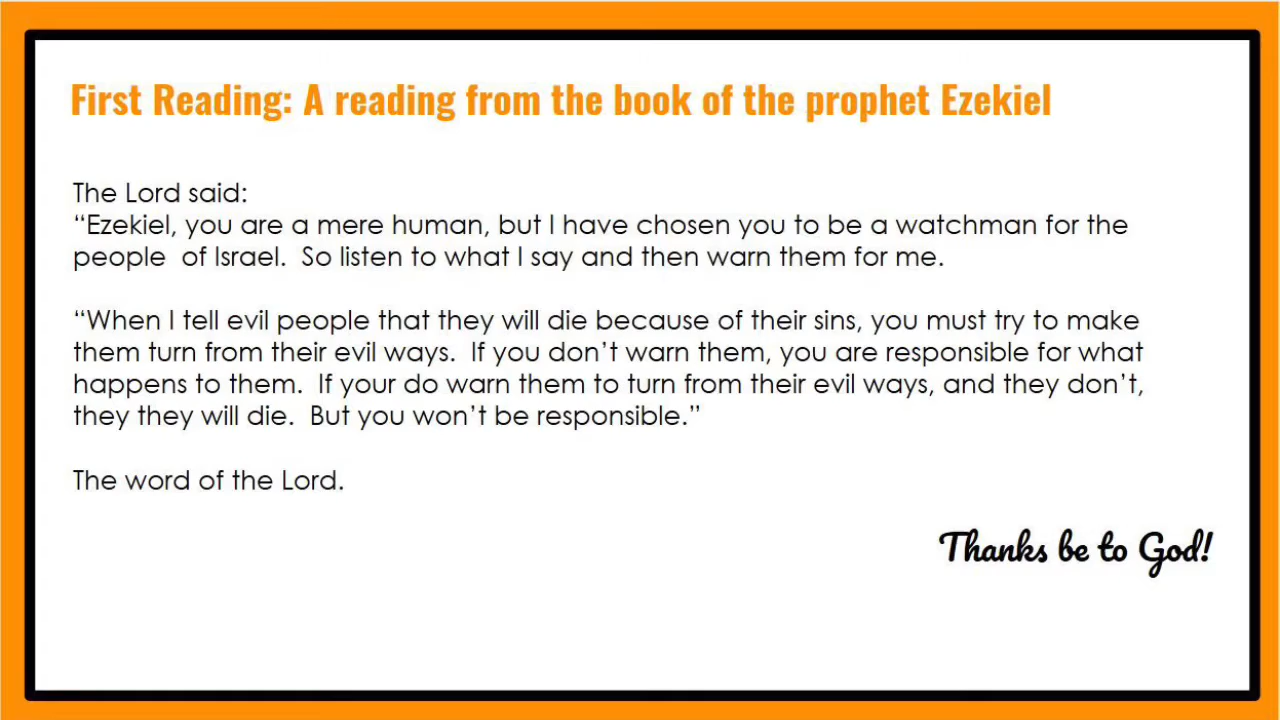 First Reading: A reading from the book of the prophet Ezekiel
The Lord said:
“Ezekiel, you are a mere human, but I have chosen you to be a watchman for the
people  of Israel.  So listen to what I say and then warn them for me.
“When I tell evil people that they will die because of their sins, you must try to make
them turn from their evil ways.  If you don’t warn them, you are responsible for what
happens to them.  If your do warn them to turn from their evil ways, and they don’t,
they they will die.  But you won’t be responsible.”
The word of the Lord.
Thanks be to God!